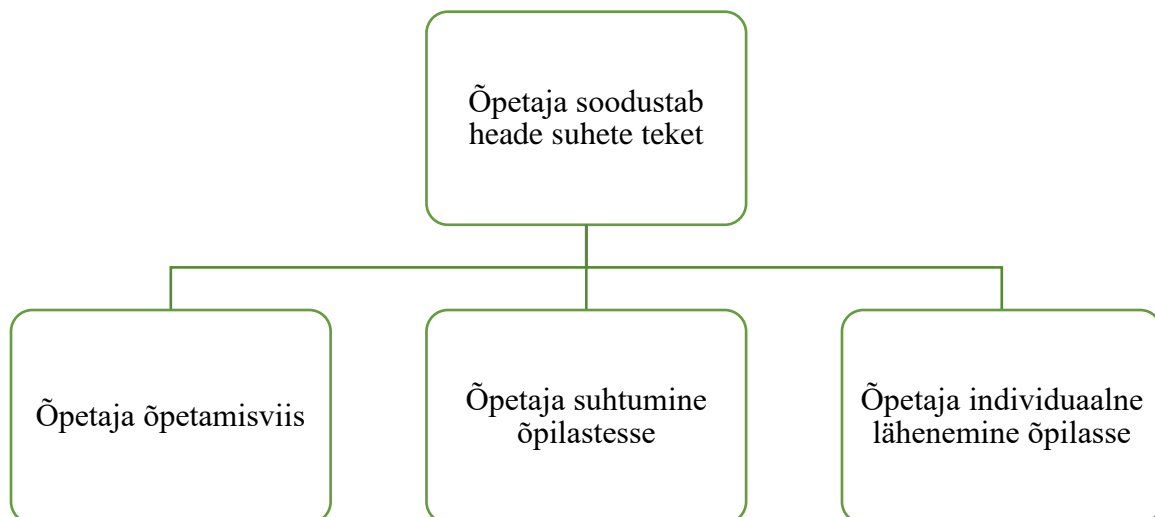 Õpetaja soodustab
heade suhete teket
Õpetaja õpetamisviis
Õpetaja suhtumine
õpilastesse
Õpetaja individuaalne
lähenemine õpilasse